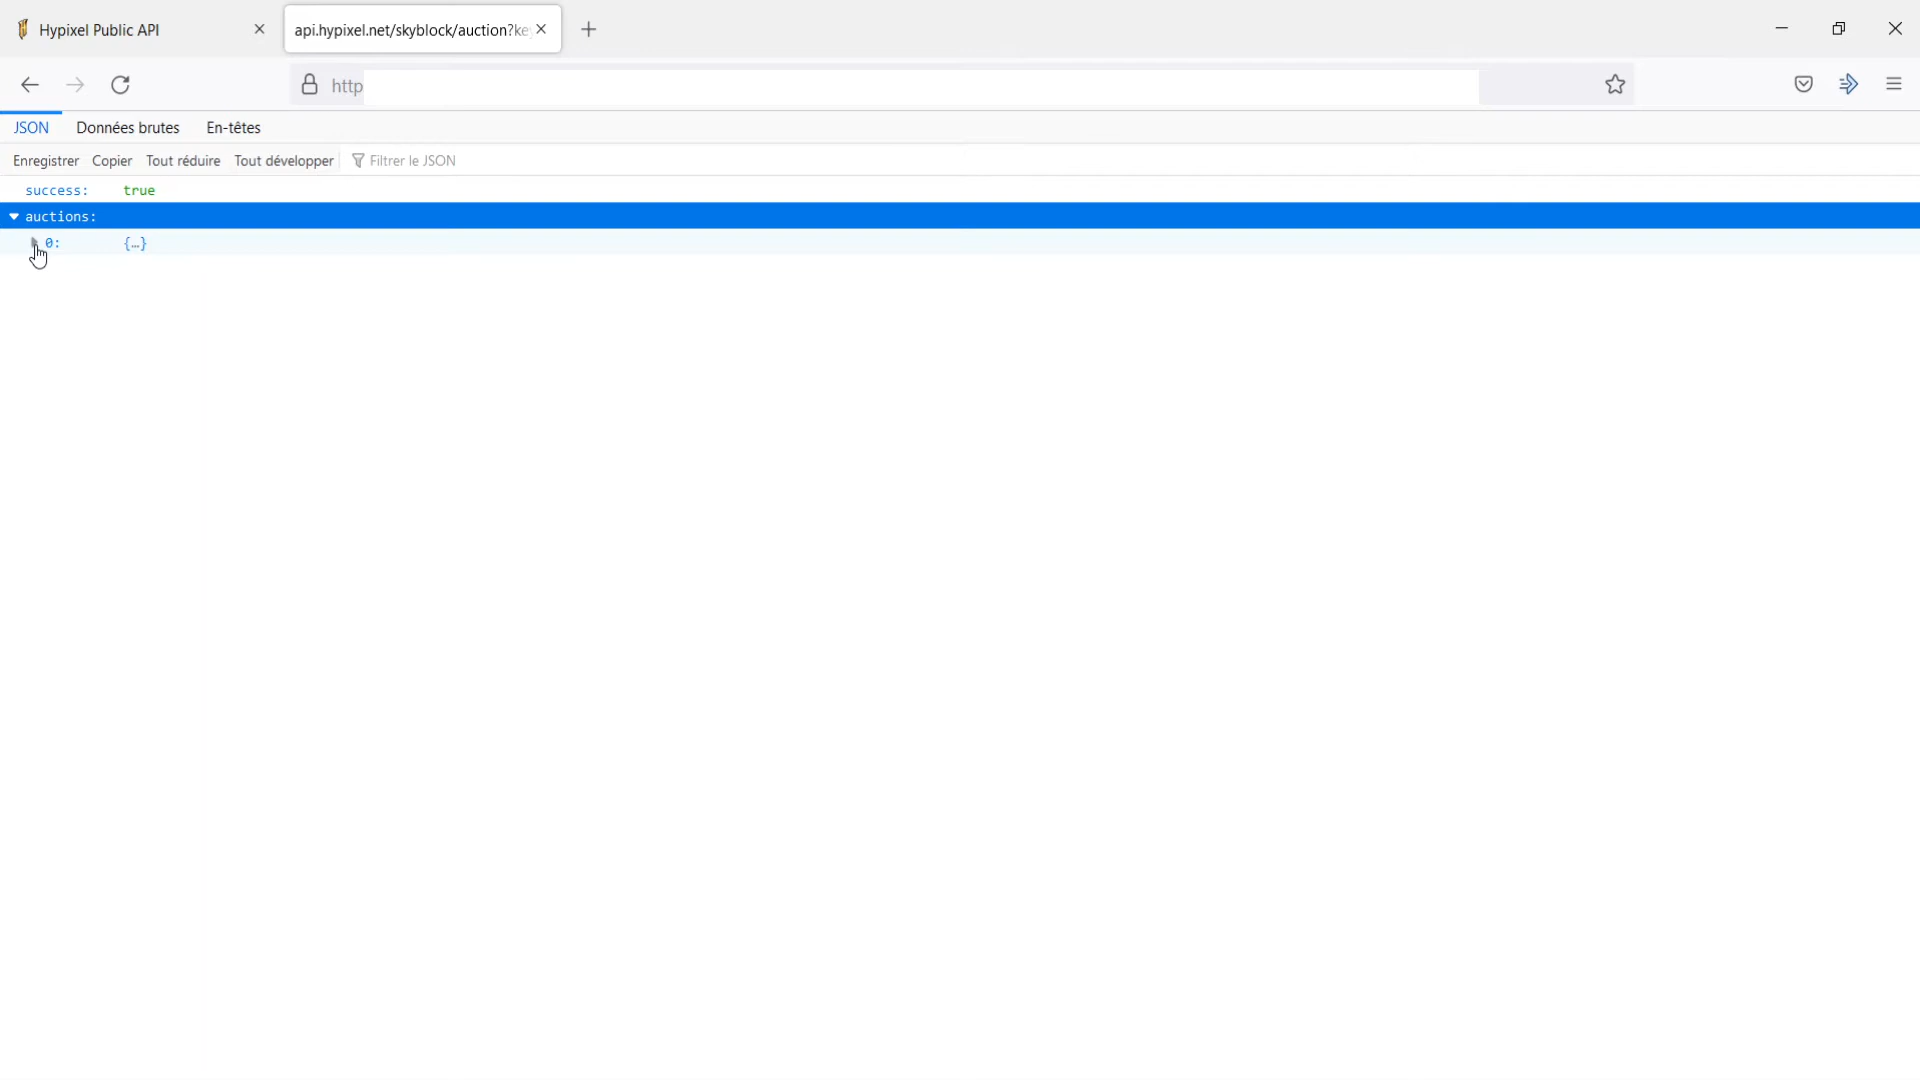 Hypixel Public API
api.hypixel.net/skyblock/auction?ke
http
JSON Données brutes En-têtes
Enregistrer Copier Tout réduire Tout développer Filtrer le JSON
success: true
auctions:
0: {…}